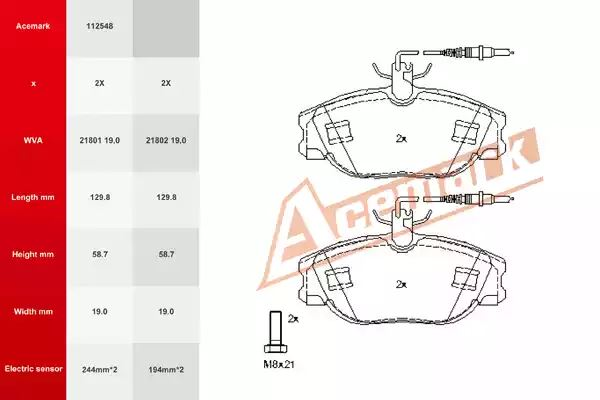 Acemark 112548
x 2X 2X
WVA 21801 19,0 21802 19,0
Length mm 129.8 129.8
Height mm 58.7 58.7
Width mm 19.0 19.0
Electric sensor 244mm*2 194mm*2
2x
Acemark
2x
2x
M8x21